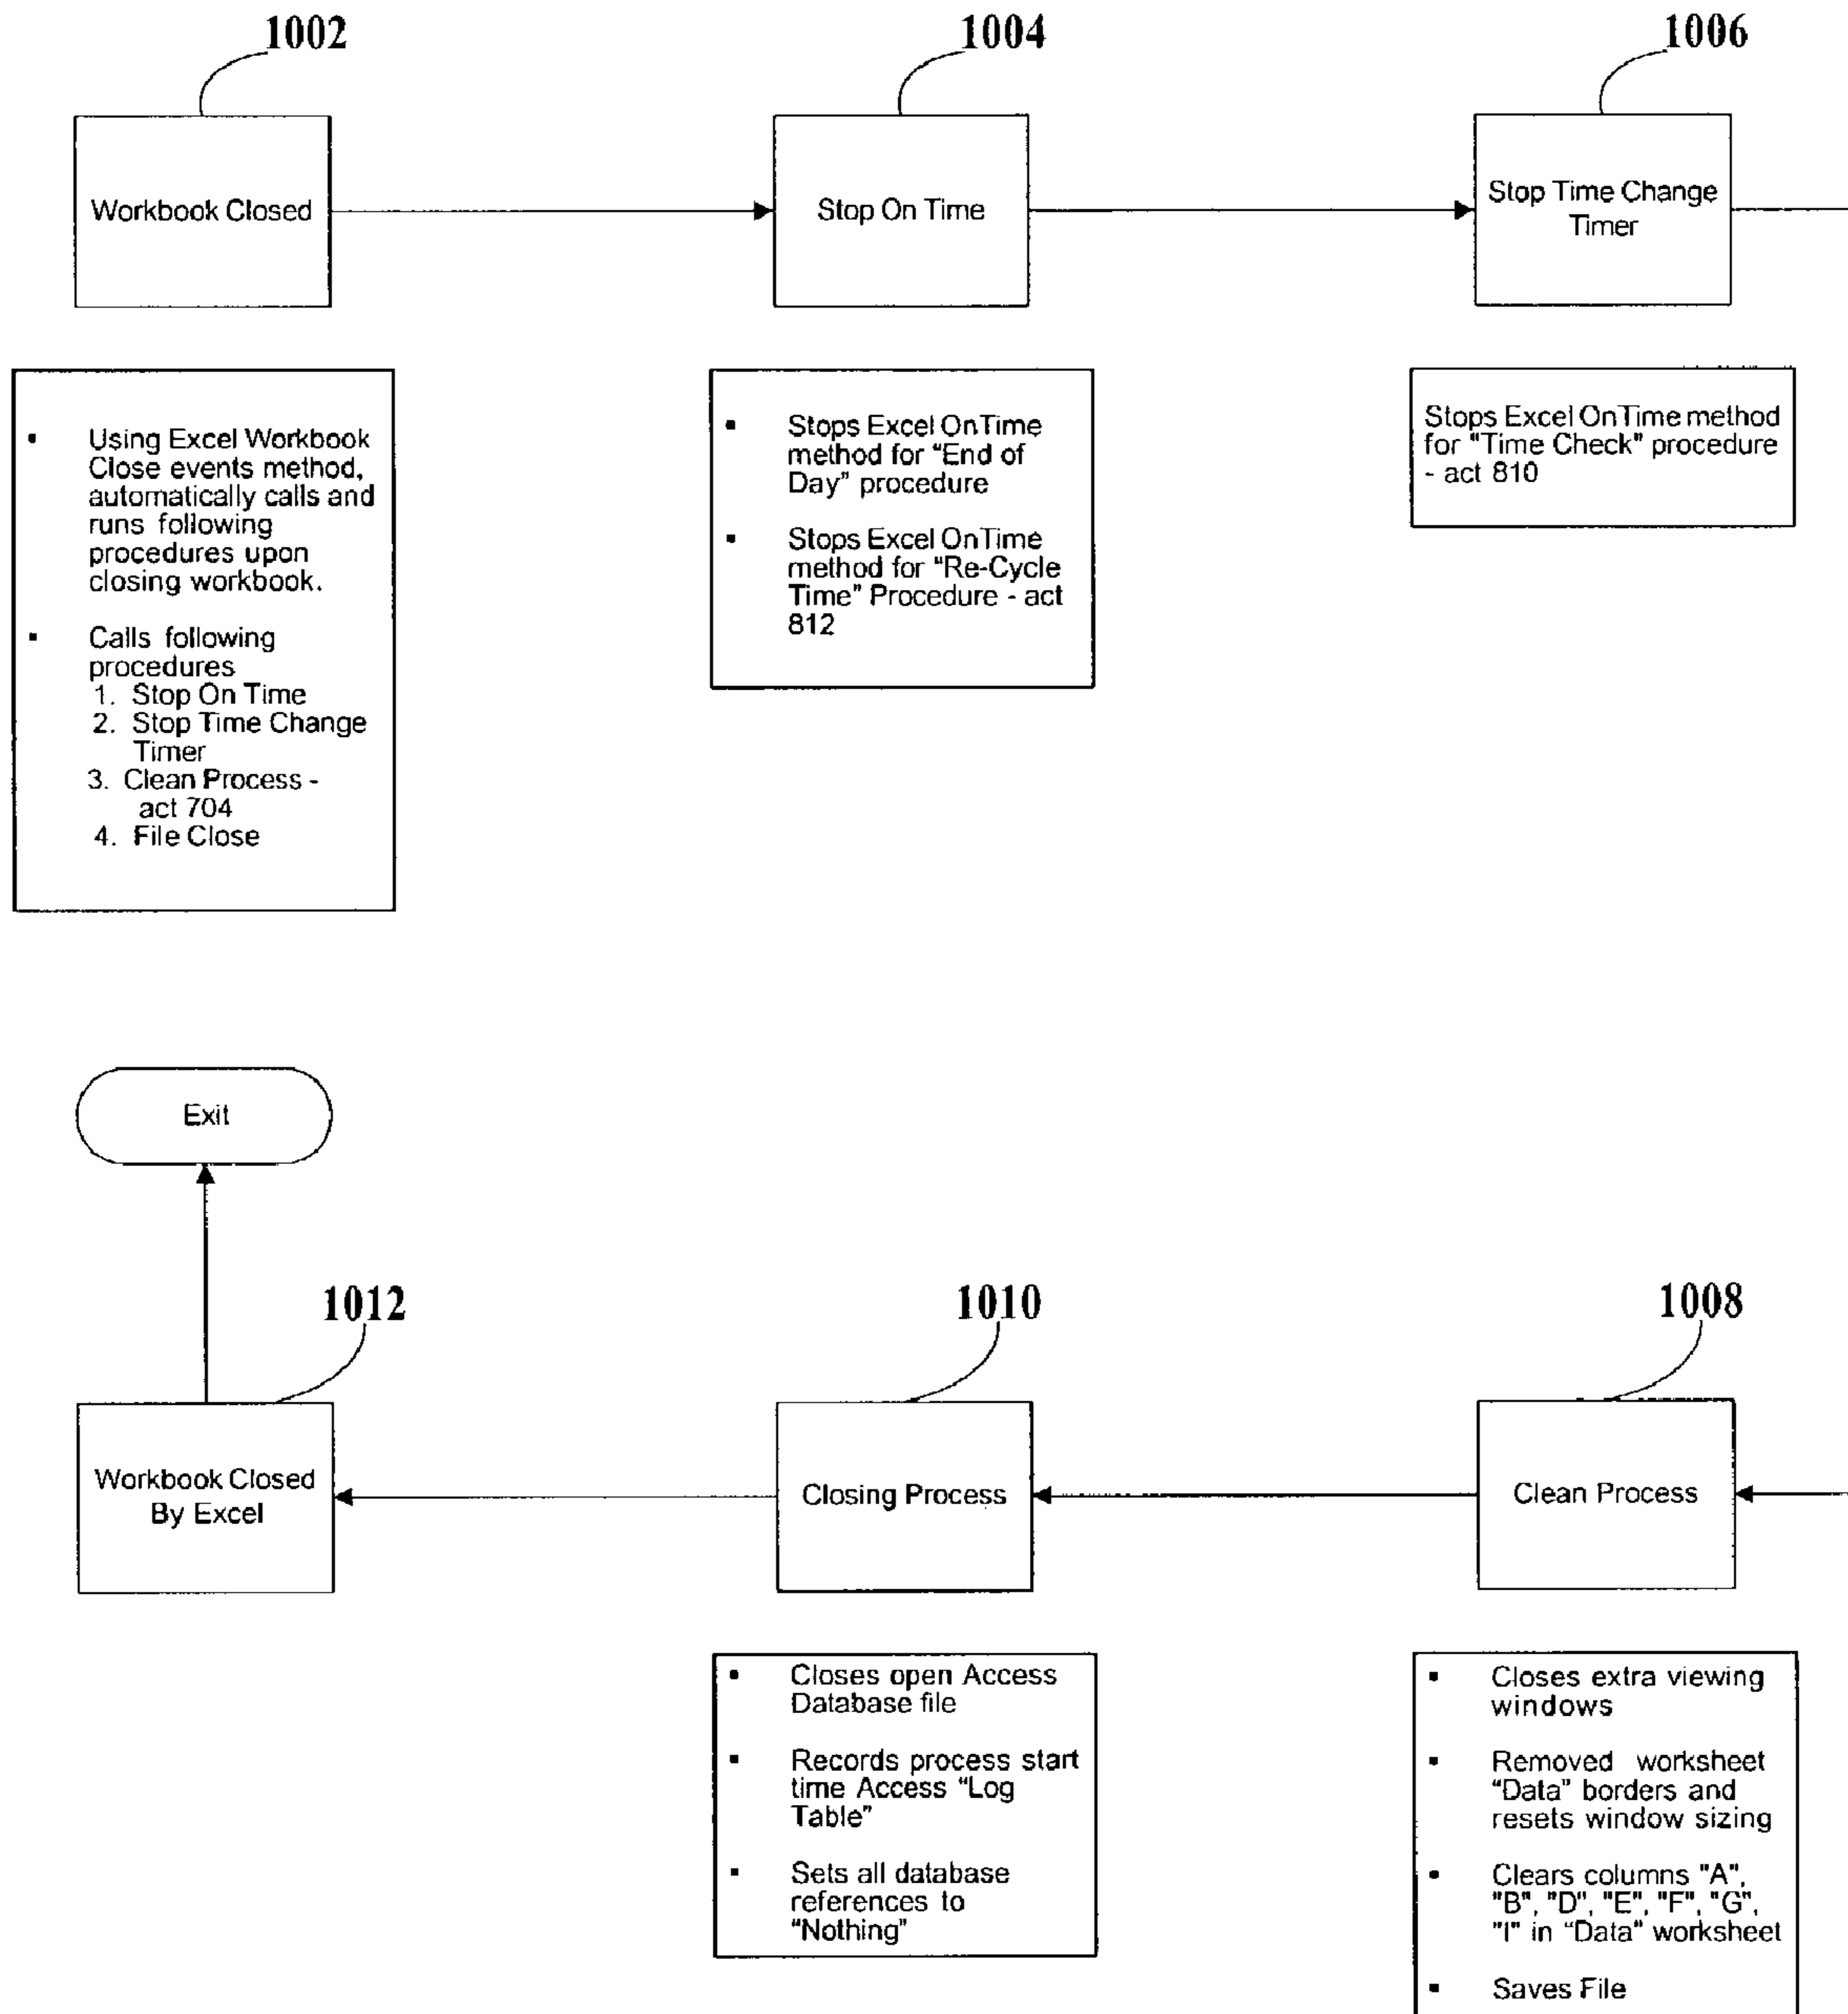 1002
1004
1006
Workbook Closed
Stop On Time
Stop Time Change
Timer
▪ Using Excel Workbook
Close events method,
automatically calls and
runs following
procedures upon
closing workbook.
▪ Calls following
procedures
1. Stop On Time
2. Stop Time Change
Timer
3. Clean Process -
act 704
4. File Close
▪ Stops Excel OnTime
method for “End of
Day” procedure
▪ Stops Excel OnTime
method for “Re-Cycle
Time” Procedure - act
812
Stops Excel OnTime method
for "Time Check" procedure
- act 810
Exit
1012
1010
1008
Workbook Closed
By Excel
Closing Process
Clean Process
▪ Closes open Access
Database file
▪ Records process start
time Access “Log
Table”
▪ Sets all database
references to
“Nothing”
▪ Closes extra viewing
windows
▪ Removed worksheet
“Data” borders and
resets window sizing
▪ Clears columns "A",
"B", "D", "E", "F", "G",
"I" in “Data” worksheet
▪ Saves File